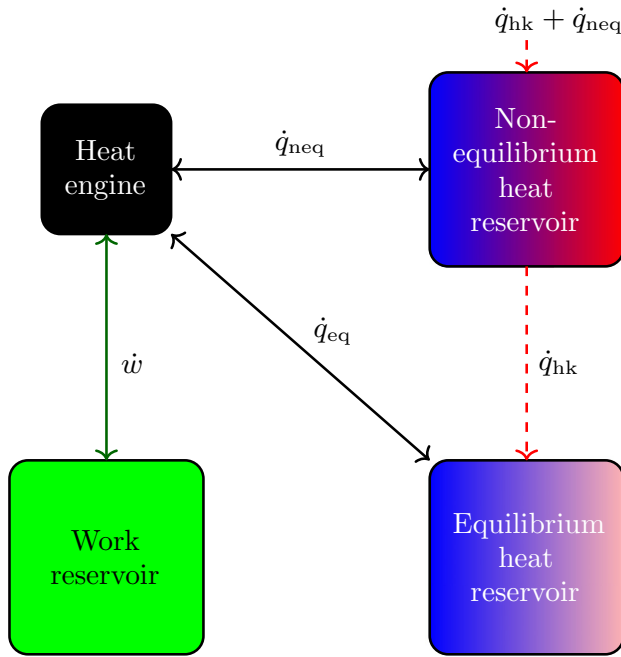 q̇hk + q̇neq
Heat
engine
q̇neq
Non-
equilibrium
heat
reservoir
q̇eq
ẇ
q̇hk
Work
reservoir
Equilibrium
heat
reservoir